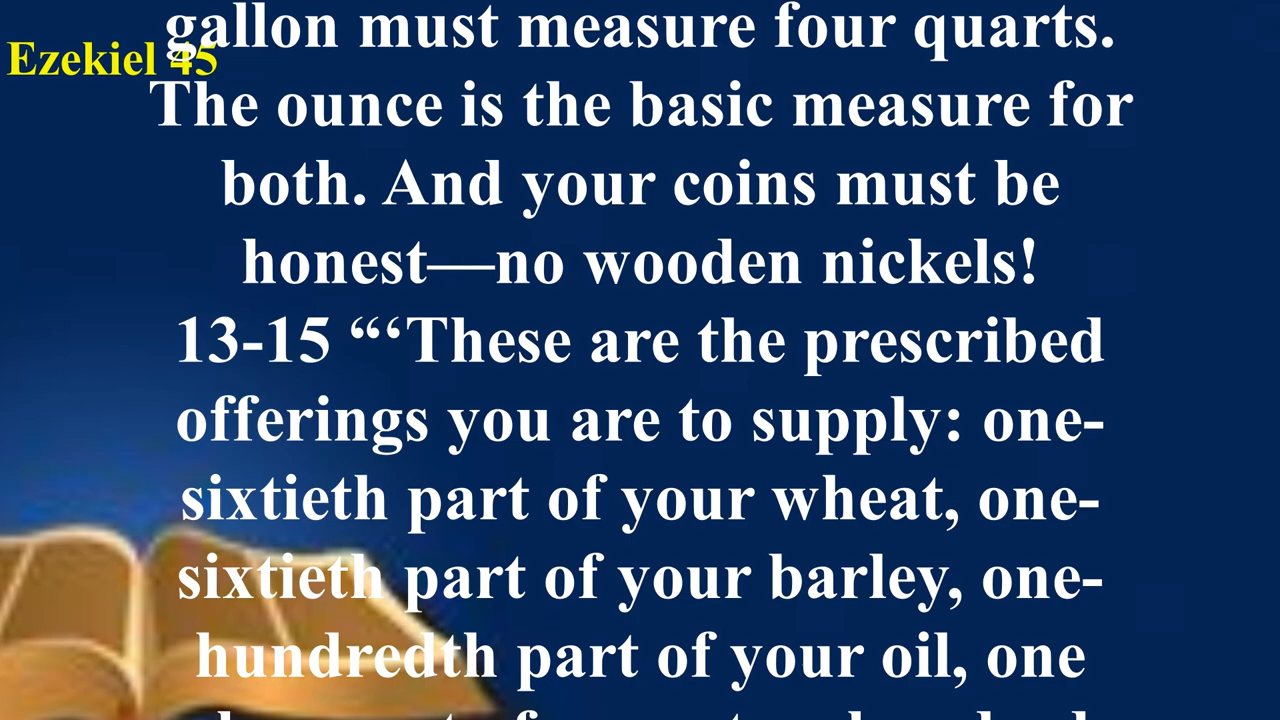 Ezekiel 45
gallon must measure four quarts.
The ounce is the basic measure for
both. And your coins must be
honest—no wooden nickels!
13-15 “‘These are the prescribed
offerings you are to supply: one-
sixtieth part of your wheat, one-
sixtieth part of your barley, one-
hundredth part of your oil, one